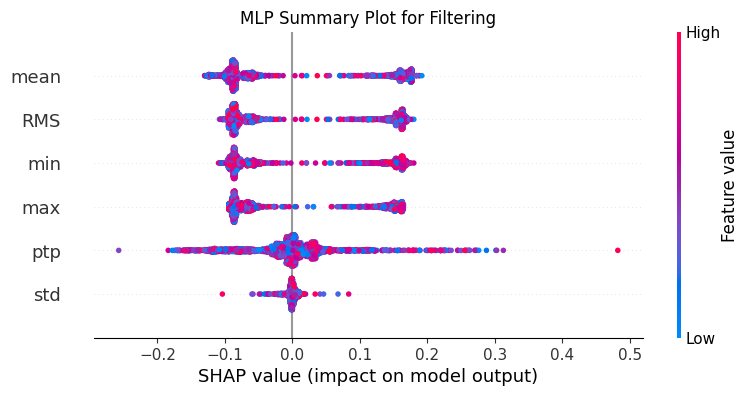 MLP Summary Plot for Filtering
High
mean
RMS
min
max
ptp
std
Feature value
Low
−0.2 −0.1 0.0 0.1 0.2 0.3 0.4 0.5
SHAP value (impact on model output)